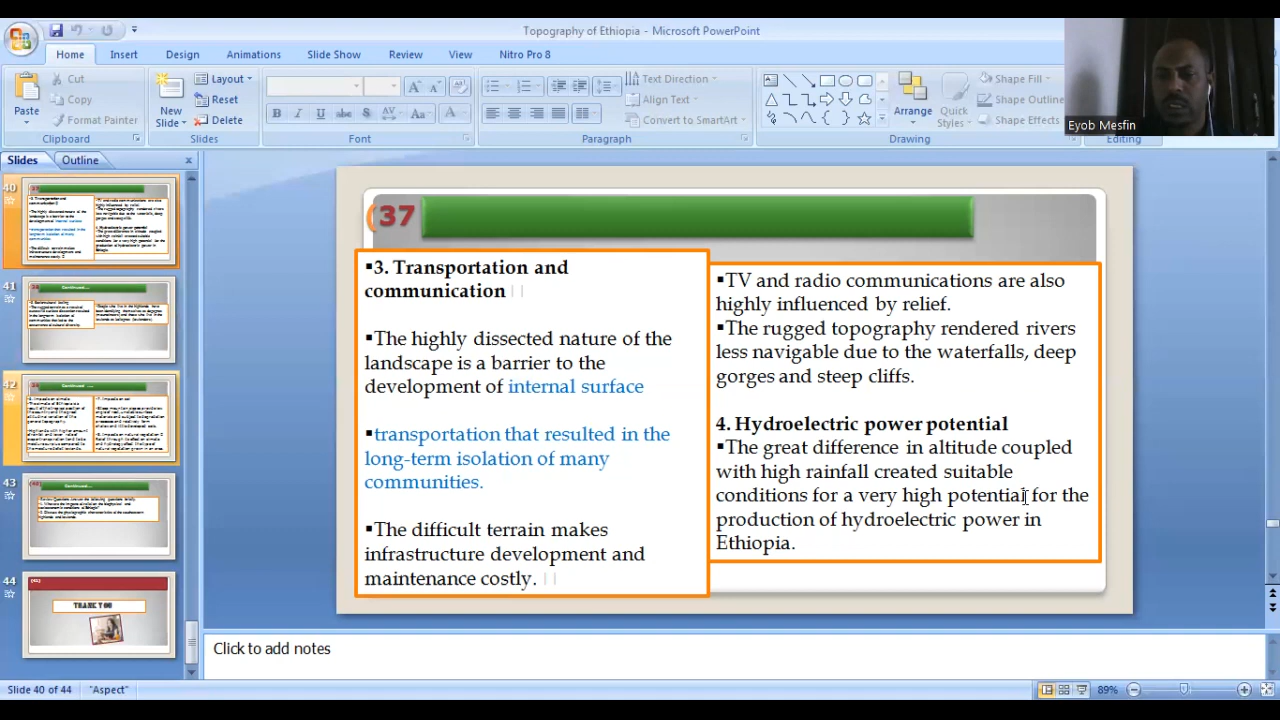 Topography of Ethiopia - Microsoft PowerPoint
Home Insert Design Animations Slide Show Review View Nitro Pro 8
Paste
Cut
Copy
Format Painter
Clipboard
New Slide
Layout
Reset
Delete
Slides
Font
Text Direction
Align Text
Convert to SmartArt
Paragraph
Arrange
Quick Styles
Shape Fill
Shape Outline
Shape Effects
Drawing
Editing
Eyob Mesfin
Slides Outline
40
41
42
43
44
THANK YOU
(37
▪3. Transportation and
communication
▪The highly dissected nature of the
landscape is a barrier to the
development of internal surface
▪transportation that resulted in the
long-term isolation of many
communities.
▪The difficult terrain makes
infrastructure development and
maintenance costly.
▪TV and radio communications are also
highly influenced by relief.
▪The rugged topography rendered rivers
less navigable due to the waterfalls, deep
gorges and steep cliffs.
4. Hydroelectric power potential
▪The great difference in altitude coupled
with high rainfall created suitable
conditions for a very high potential for the
production of hydroelectric power in
Ethiopia.
Click to add notes
Slide 40 of 44 "Aspect" 89%